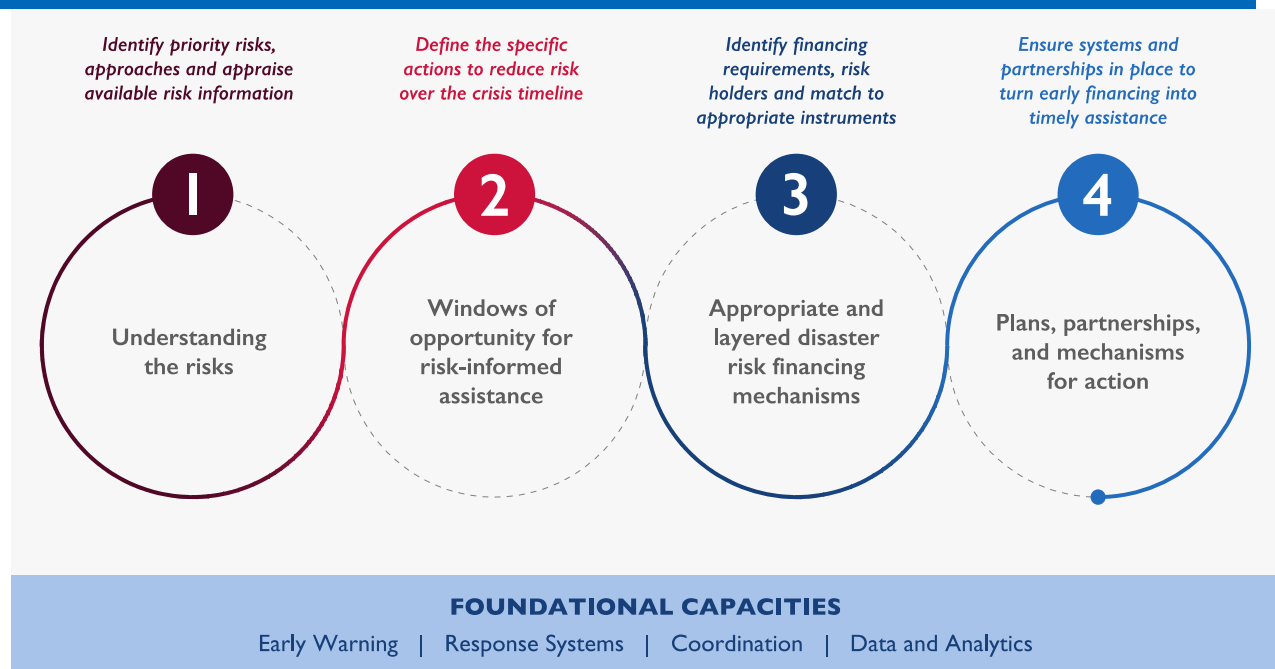 Identify priority risks,
approaches and appraise
available risk information
Define the specific
actions to reduce risk
over the crisis timeline
Identify financing
requirements, risk
holders and match to
appropriate instruments
Ensure systems and
partnerships in place to
turn early financing into
timely assistance
1
2
3
4
Understanding
the risks
Windows of
opportunity for
risk-informed
assistance
Appropriate and
layered disaster
risk financing
mechanisms
Plans, partnerships,
and mechanisms
for action
FOUNDATIONAL CAPACITIES
Early Warning | Response Systems | Coordination | Data and Analytics